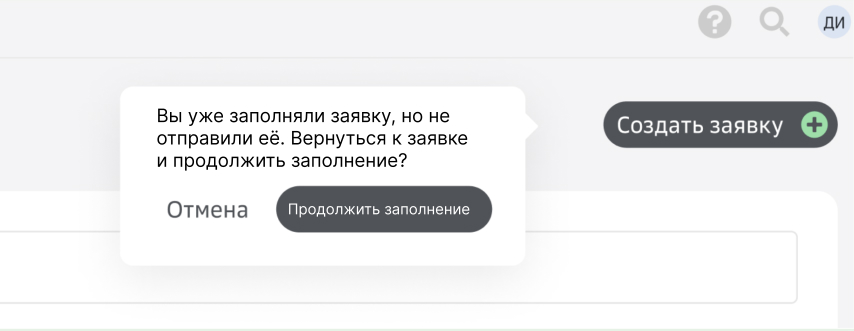 ДИ
Вы уже заполняли заявку, но не
отправили её. Вернуться к заявке
и продолжить заполнение?
Создать заявку
Отмена
Продолжить заполнение